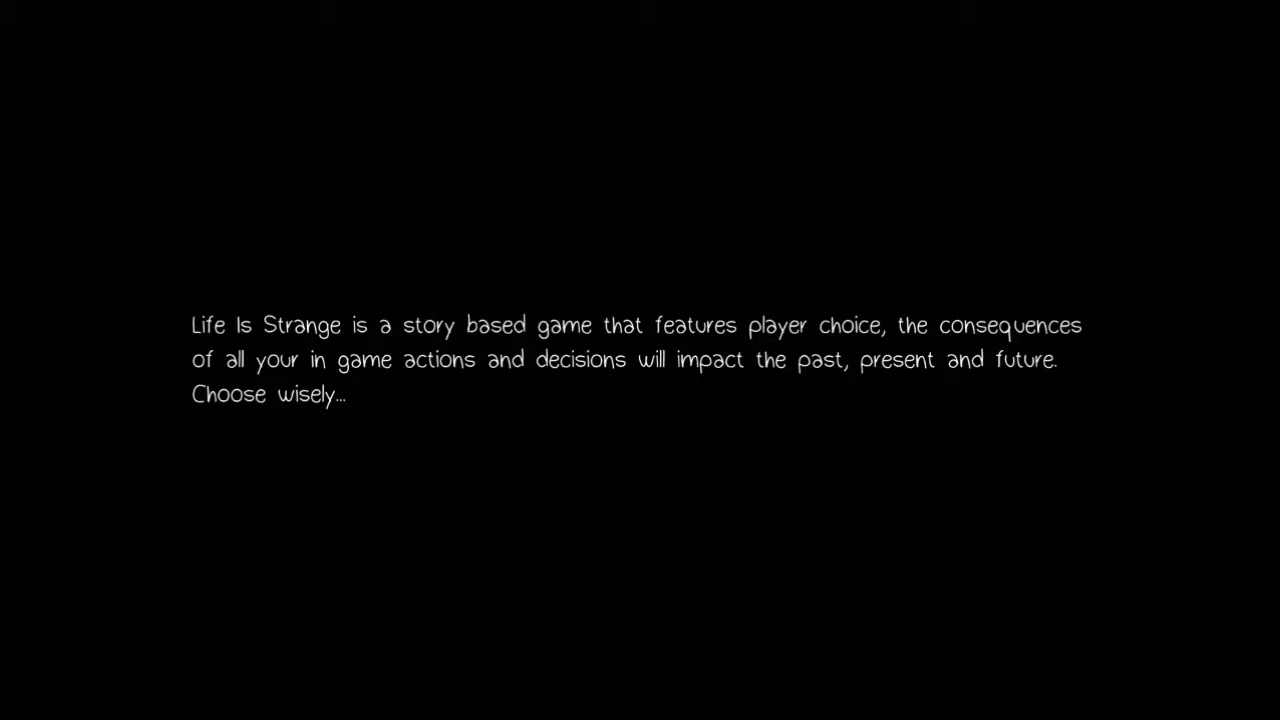 Life Is Strange is a story based game that features player choice, the consequences
of all your in game actions and decisions will impact the past, present and future.
Choose wisely...